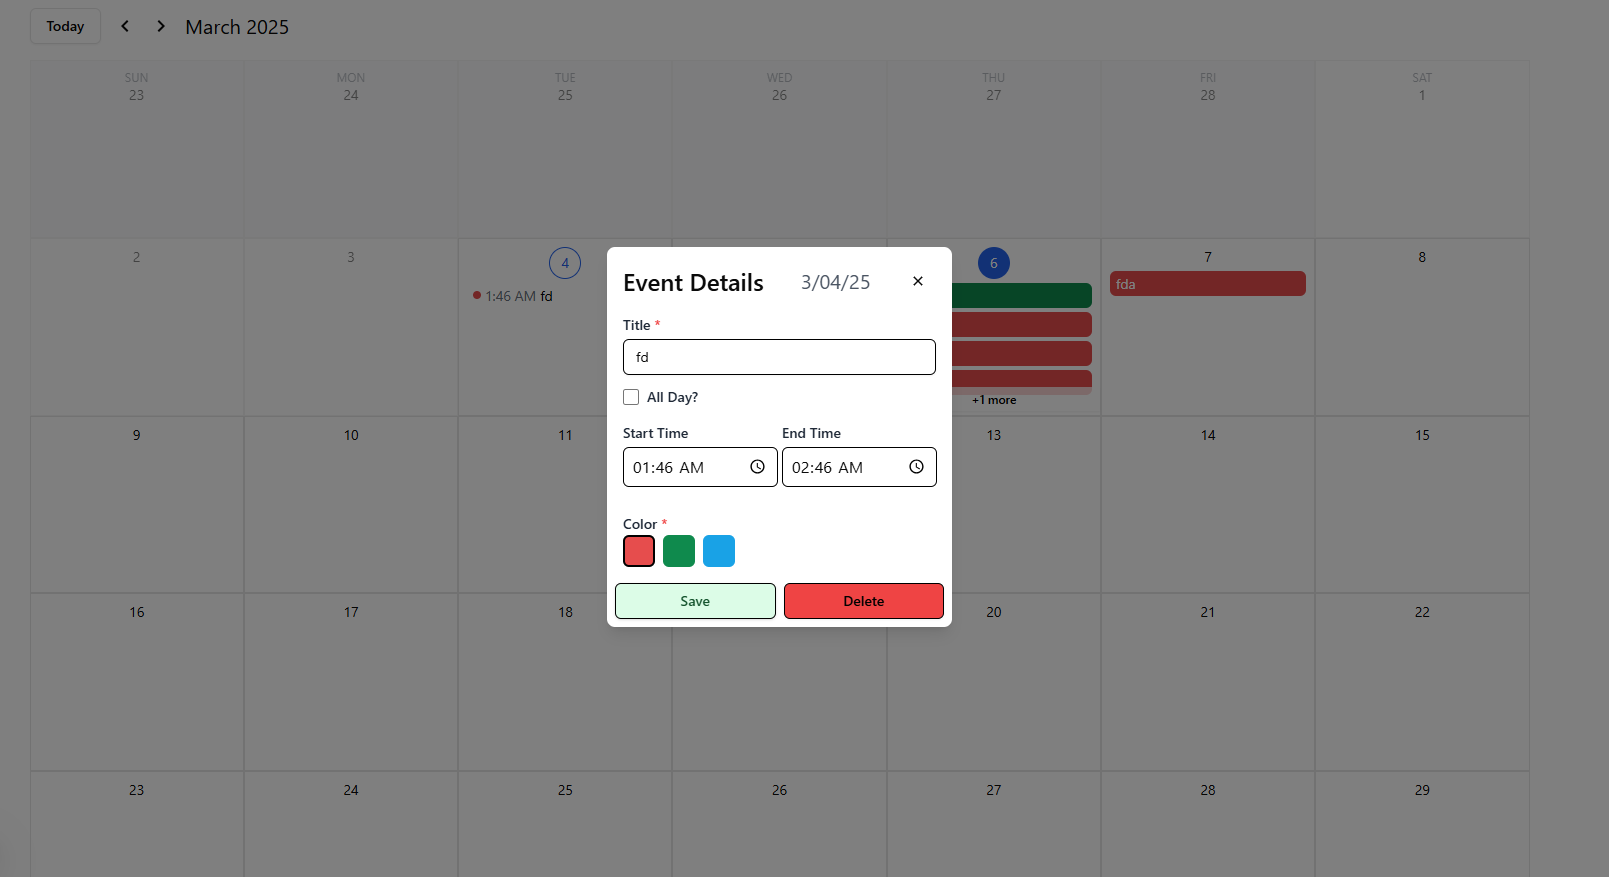 Today March 2025
SUN MON TUE WED THU FRI SAT
23 24 25 26 27 28 1
2 3 4 6 7 8
1:46 AM fd
fda
+1 more
Event Details 3/04/25
Title *
fd
All Day?
Start Time End Time
01:46 AM 02:46 AM
Color *
Save Delete
9 10 11 13 14 15
16 17 18 20 21 22
23 24 25 26 27 28 29